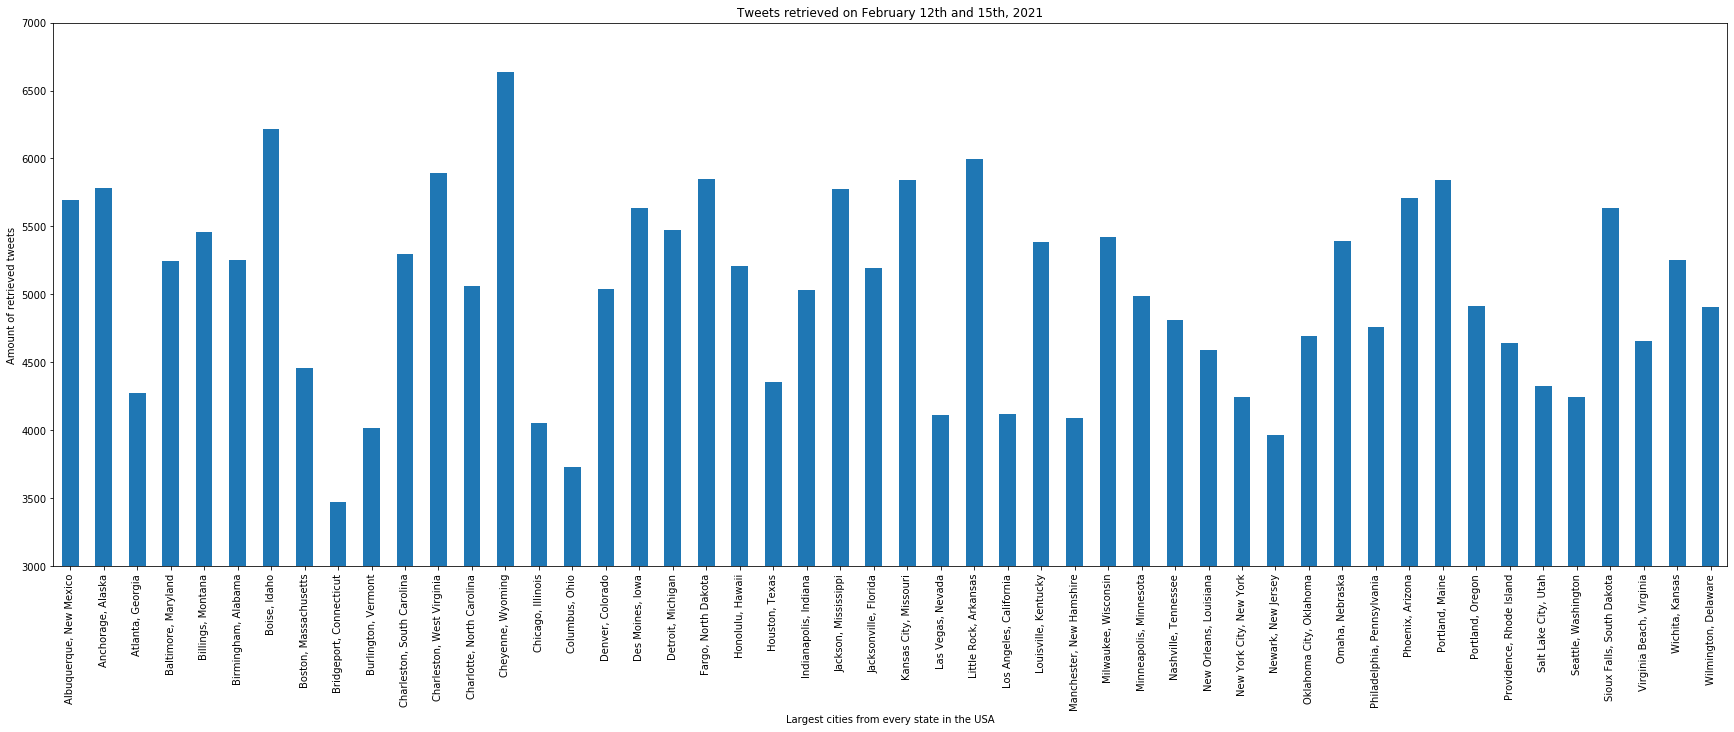 Tweets retrieved on February 12th and 15th, 2021
7000
6500
6000
5500
5000
4500
4000
3500
3000
Amount of retrieved tweets
Albuquerque, New Mexico
Anchorage, Alaska
Atlanta, Georgia
Baltimore, Maryland
Billings, Montana
Birmingham, Alabama
Boise, Idaho
Boston, Massachusetts
Bridgeport, Connecticut
Burlington, Vermont
Charleston, South Carolina
Charleston, West Virginia
Charlotte, North Carolina
Cheyenne, Wyoming
Chicago, Illinois
Columbus, Ohio
Denver, Colorado
Des Moines, Iowa
Detroit, Michigan
Fargo, North Dakota
Honolulu, Hawaii
Houston, Texas
Indianapolis, Indiana
Jackson, Mississippi
Jacksonville, Florida
Kansas City, Missouri
Las Vegas, Nevada
Little Rock, Arkansas
Los Angeles, California
Louisville, Kentucky
Manchester, New Hamshire
Milwaukee, Wisconsin
Minneapolis, Minnesota
Nashville, Tennessee
New Orleans, Louisiana
New York City, New York
Newark, New Jersey
Oklahoma City, Oklahoma
Omaha, Nebraska
Philadelphia, Pennsylvania
Phoenix, Arizona
Portland, Maine
Portland, Oregon
Providence, Rhode Island
Salt Lake City, Utah
Seattle, Washington
Sioux Falls, South Dakota
Virginia Beach, Virginia
Wichita, Kansas
Wilmington, Delaware
Largest cities from every state in the USA